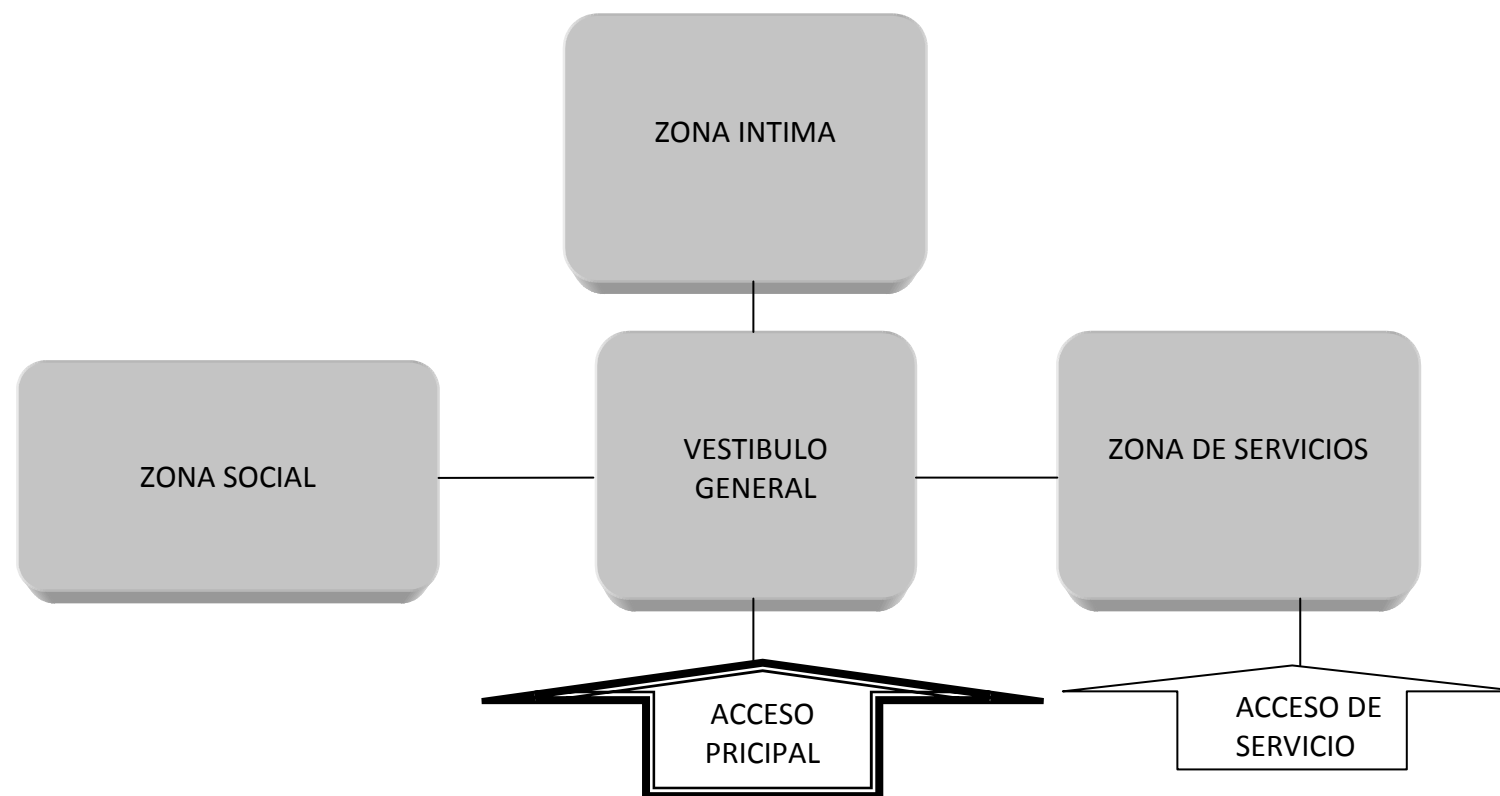 ZONA INTIMA
ZONA SOCIAL
VESTIBULO
GENERAL
ZONA DE SERVICIOS
ACCESO
PRICIPAL
ACCESO DE
SERVICIO